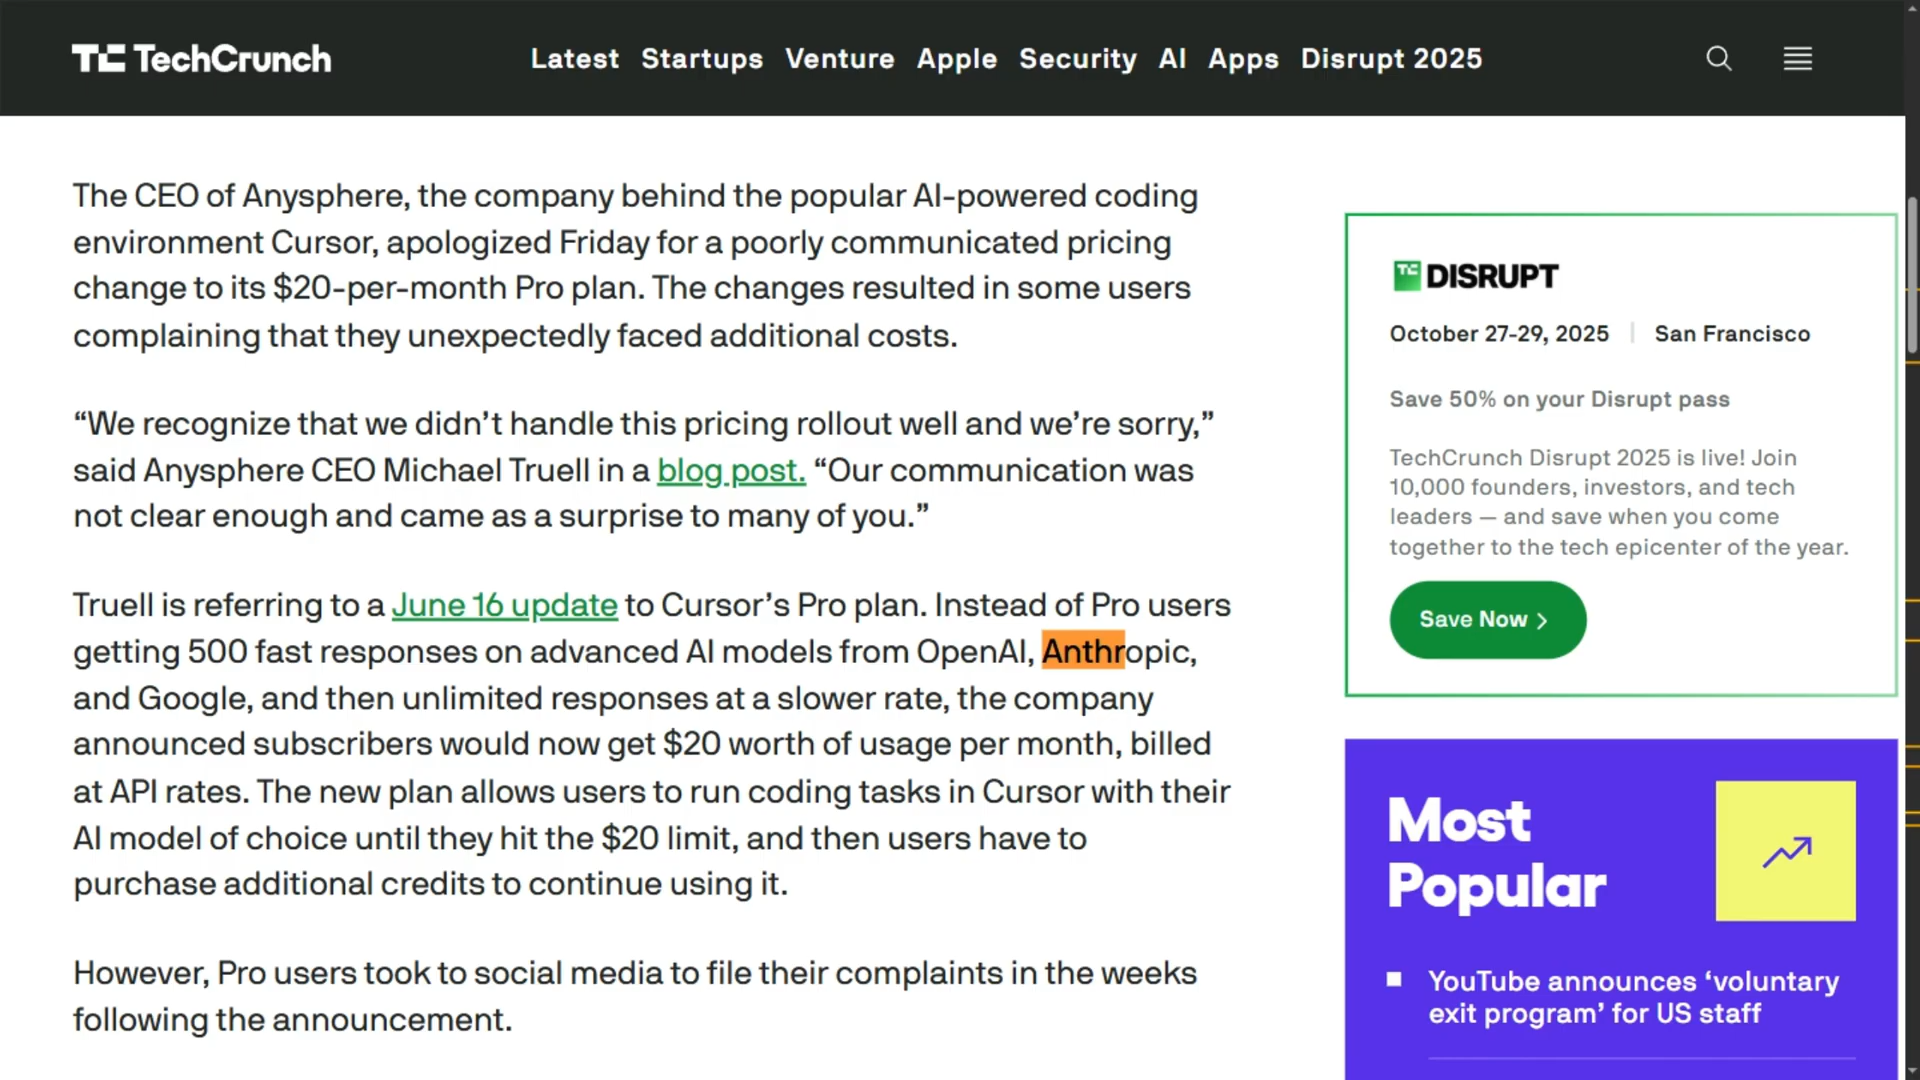 TechCrunch
Latest Startups Venture Apple Security AI Apps Disrupt 2025
The CEO of Anysphere, the company behind the popular AI-powered coding
environment Cursor, apologized Friday for a poorly communicated pricing
change to its $20-per-month Pro plan. The changes resulted in some users
complaining that they unexpectedly faced additional costs.
“We recognize that we didn’t handle this pricing rollout well and we’re sorry,”
said Anysphere CEO Michael Truell in a blog post. “Our communication was
not clear enough and came as a surprise to many of you.”
Truell is referring to a June 16 update to Cursor’s Pro plan. Instead of Pro users
getting 500 fast responses on advanced AI models from OpenAI, Anthropic,
and Google, and then unlimited responses at a slower rate, the company
announced subscribers would now get $20 worth of usage per month, billed
at API rates. The new plan allows users to run coding tasks in Cursor with their
AI model of choice until they hit the $20 limit, and then users have to
purchase additional credits to continue using it.
However, Pro users took to social media to file their complaints in the weeks
following the announcement.
TC DISRUPT
October 27-29, 2025 | San Francisco
Save 50% on your Disrupt pass
TechCrunch Disrupt 2025 is live! Join
10,000 founders, investors, and tech
leaders — and save when you come
together to the tech epicenter of the year.
Save Now
Most
Popular
YouTube announces ‘voluntary
exit program’ for US staff